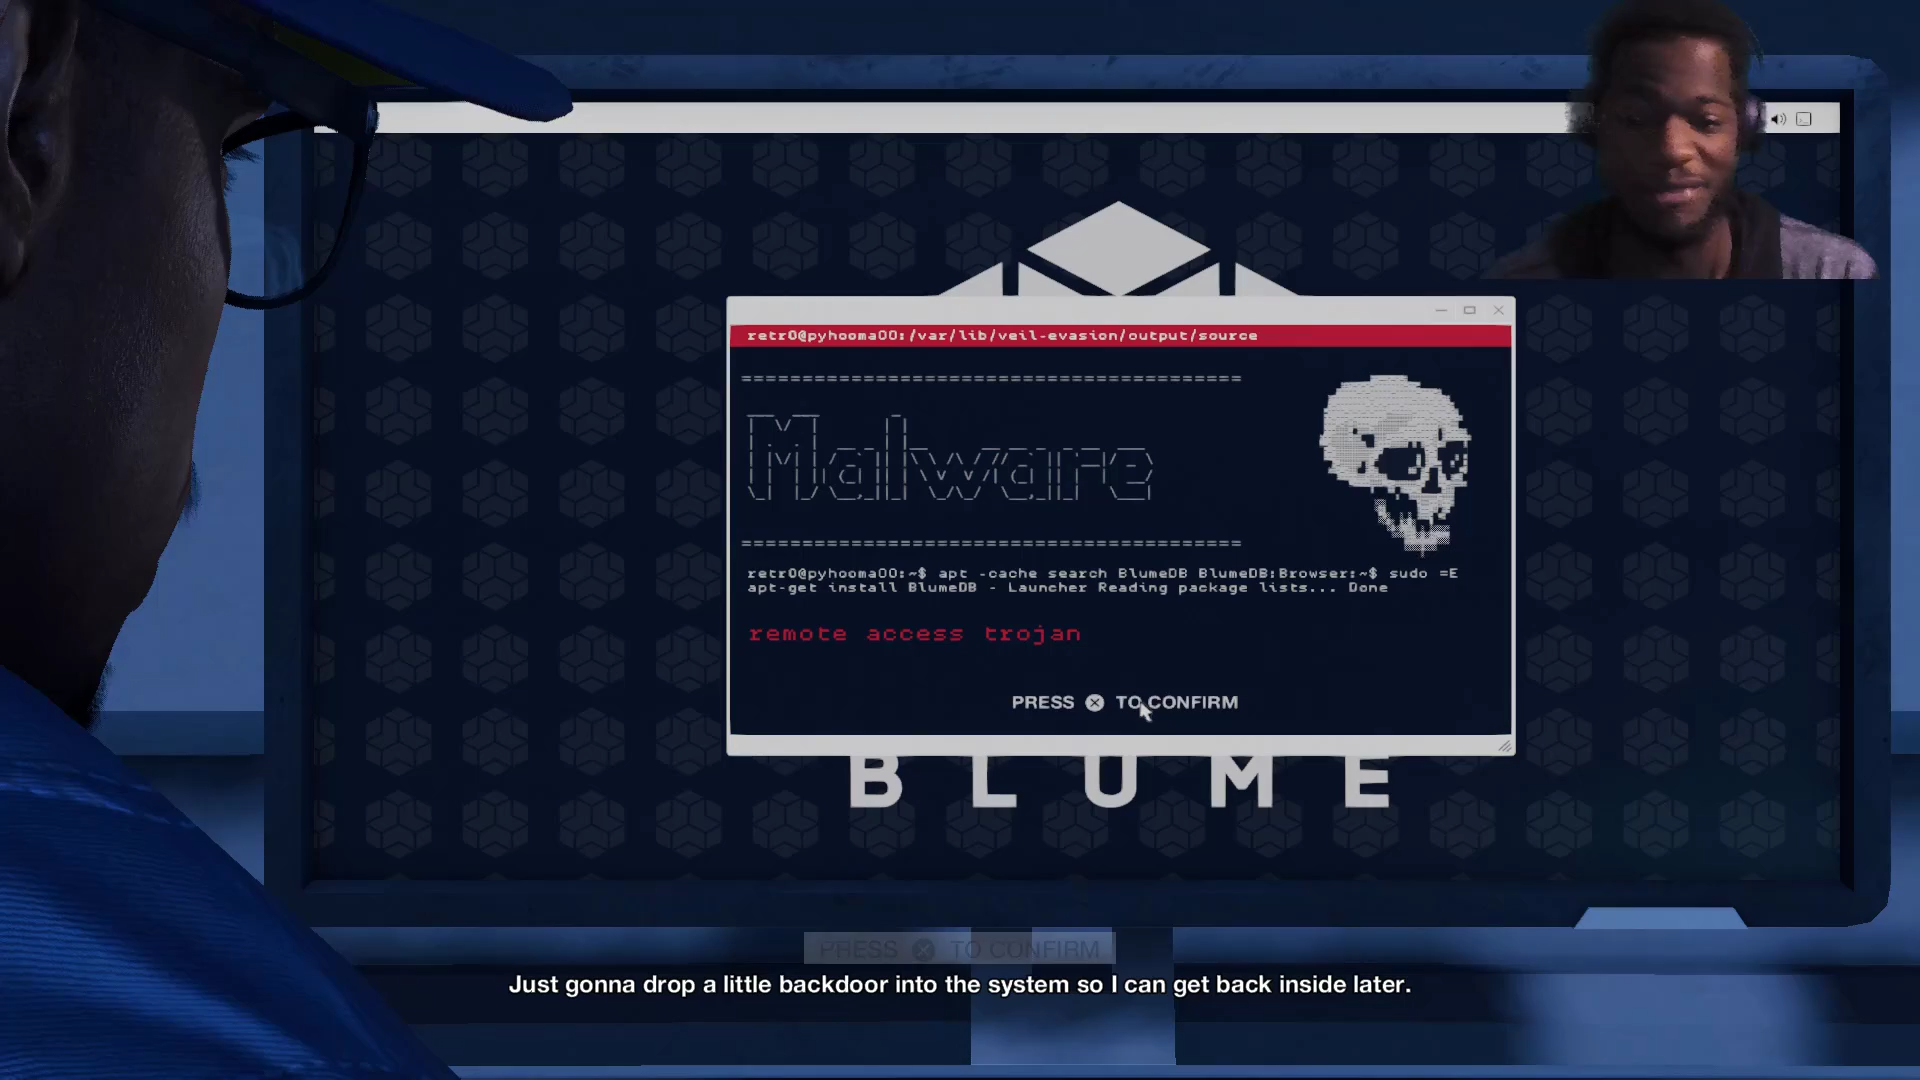 retr0@pyhooma00:/var/lib/veil-evasion/output/source
=========================================
Malware
=========================================
retr0@pyhooma00:~$ apt -cache search BlumeDB BlumeDB:Browser:~$ sudo =E
apt-get install BlumeDB - Launcher Reading package lists... Done
remote access trojan
PRESS ⊗ TO CONFIRM
BLUME
PRESS ⊗ TO CONFIRM
Just gonna drop a little backdoor into the system so I can get back inside later.